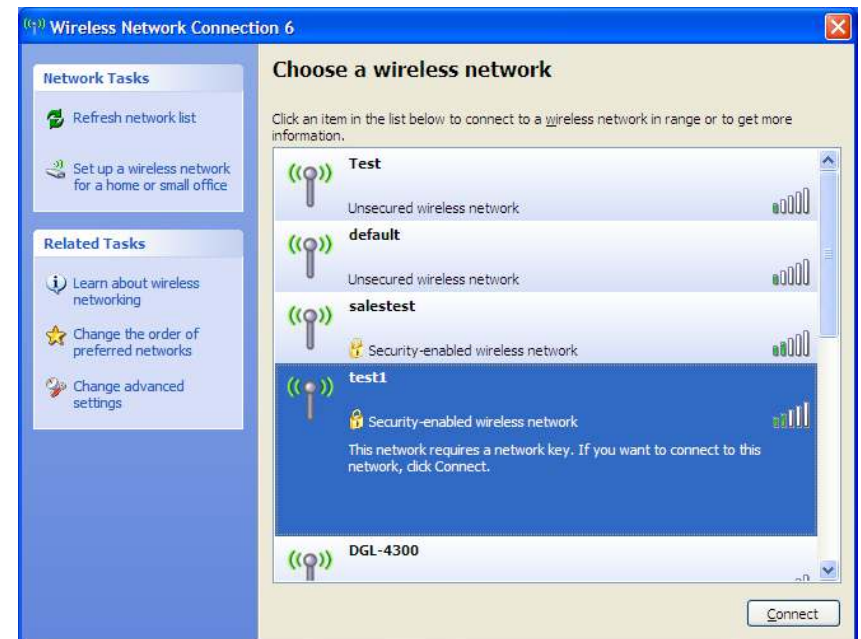 Wireless Network Connection 6
Network Tasks
Refresh network list
Set up a wireless network
for a home or small office
Related Tasks
Learn about wireless
networking
Change the order of
preferred networks
Change advanced
settings
Choose a wireless network
Click an item in the list below to connect to a wireless network in range or to get more
information.
Test
Unsecured wireless network
default
Unsecured wireless network
salestest
Security-enabled wireless network
test1
Security-enabled wireless network
This network requires a network key. If you want to connect to this
network, click Connect.
DGL-4300
Connect